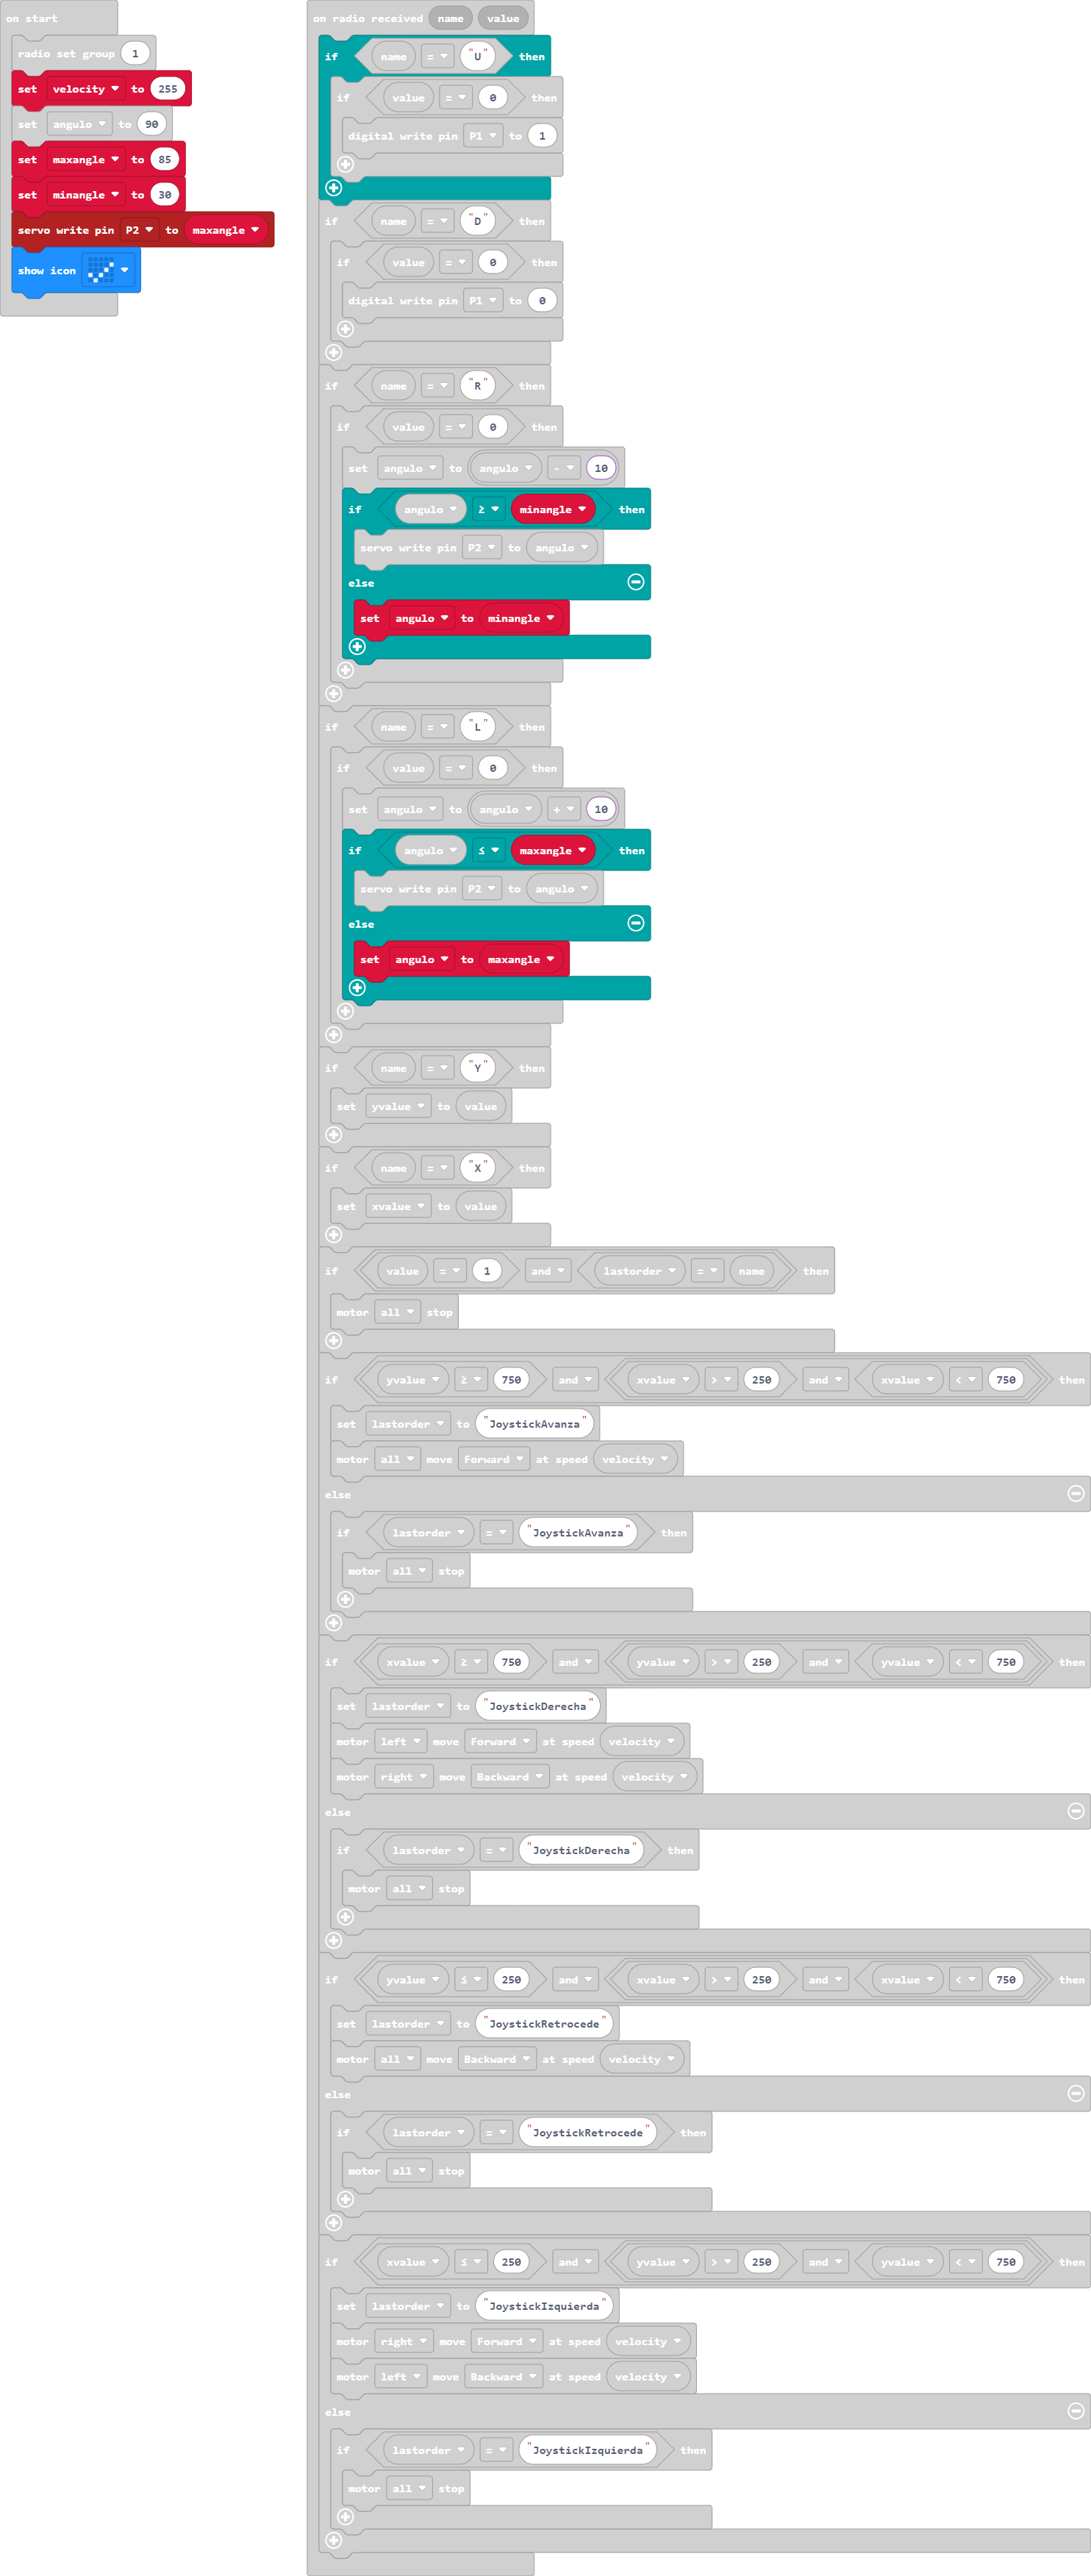 on start
radio set group 1
set velocity to 255
set angulo to 90
set maxangle to 85
set minangle to 30
servo write pin P2 to maxangle
show icon
on radio received name value
if name = "U" then
if value = 0 then
digital write pin P1 to 1
if name = "D" then
if value = 0 then
digital write pin P1 to 0
if name = "R" then
if value = 0 then
set angulo to angulo - 10
if angulo ≥ minangle then
servo write pin P2 to angulo
else
set angulo to minangle
if name = "L" then
if value = 0 then
set angulo to angulo + 10
if angulo ≤ maxangle then
servo write pin P2 to angulo
else
set angulo to maxangle
if name = "Y" then
set yvalue to value
if name = "X" then
set xvalue to value
if value = 1 and lastorder = name then
motor all stop
if yvalue ≥ 750 and xvalue > 250 and xvalue < 750 then
set lastorder to "JoystickAvanza"
motor all move Forward at speed velocity
else
if lastorder = "JoystickAvanza" then
motor all stop
if xvalue ≥ 750 and yvalue > 250 and yvalue < 750 then
set lastorder to "JoystickDerecha"
motor left move Forward at speed velocity
motor right move Backward at speed velocity
else
if lastorder = "JoystickDerecha" then
motor all stop
if yvalue ≤ 250 and xvalue > 250 and xvalue < 750 then
set lastorder to "JoystickRetrocede"
motor all move Backward at speed velocity
else
if lastorder = "JoystickRetrocede" then
motor all stop
if xvalue ≤ 250 and yvalue > 250 and yvalue < 750 then
set lastorder to "JoystickIzquierda"
motor right move Forward at speed velocity
motor left move Backward at speed velocity
else
if lastorder = "JoystickIzquierda" then
motor all stop